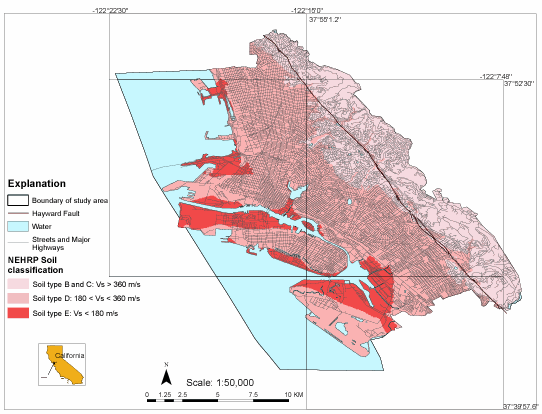 -122°22'30"
-122°15'0"
37°55'1.2"
-122°7'48"
37°52'30"
Explanation
Boundary of study area
Hayward Fault
Water
Streets and Major
Highways
NEHRP Soil
classification
Soil type B and C: Vs > 360 m/s
Soil type D: 180 < Vs < 360 m/s
Soil type E: Vs < 180 m/s
California
N
Scale: 1:50,000
0 1.25 2.5 5 7.5 10 KM
37°39'57.6"